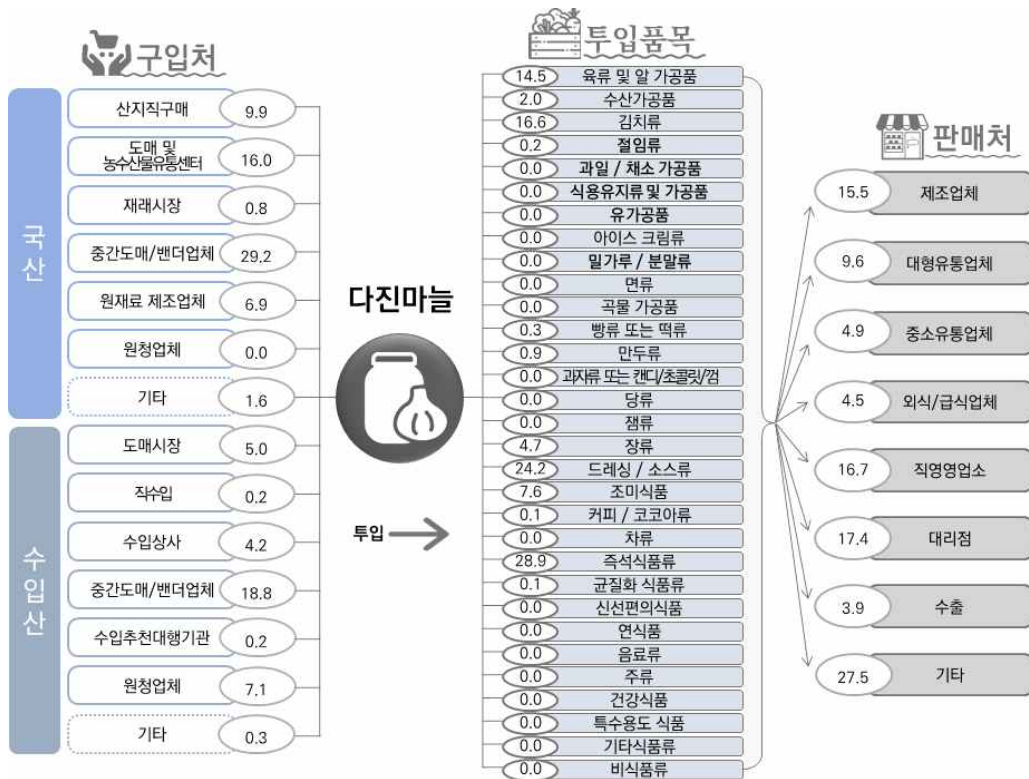 구입처
국산
산지직구매 9.9
도매 및
농수산물유통센터 16.0
재래시장 0.8
중간도매/밴더업체 29.2
원재료 제조업체 6.9
원청업체 0.0
기타 1.6
수입산
도매시장 5.0
직수입 0.2
수입상사 4.2
중간도매/밴더업체 18.8
수입추천대행기관 0.2
원청업체 7.1
기타 0.3
다진마늘
투입
투입품목
14.5 육류 및 알 가공품
2.0 수산가공품
16.6 김치류
0.2 절임류
0.0 과일 / 채소 가공품
0.0 식용유지류 및 가공품
0.0 유가공품
0.0 아이스 크림류
0.0 밀가루 / 분말류
0.0 면류
0.0 곡물 가공품
0.3 빵류 또는 떡류
0.9 만두류
0.0 과자류 또는 캔디/초콜릿/껌
0.0 당류
0.0 잼류
4.7 장류
24.2 드레싱 / 소스류
7.6 조미식품
0.1 커피 / 코코아류
0.0 차류
28.9 즉석식품류
0.1 균질화 식품류
0.0 신선편의식품
0.0 연식품
0.0 음료류
0.0 주류
0.0 건강식품
0.0 특수용도 식품
0.0 기타식품류
0.0 비식품류
판매처
15.5 제조업체
9.6 대형유통업체
4.9 중소유통업체
4.5 외식/급식업체
16.7 직영영업소
17.4 대리점
3.9 수출
27.5 기타